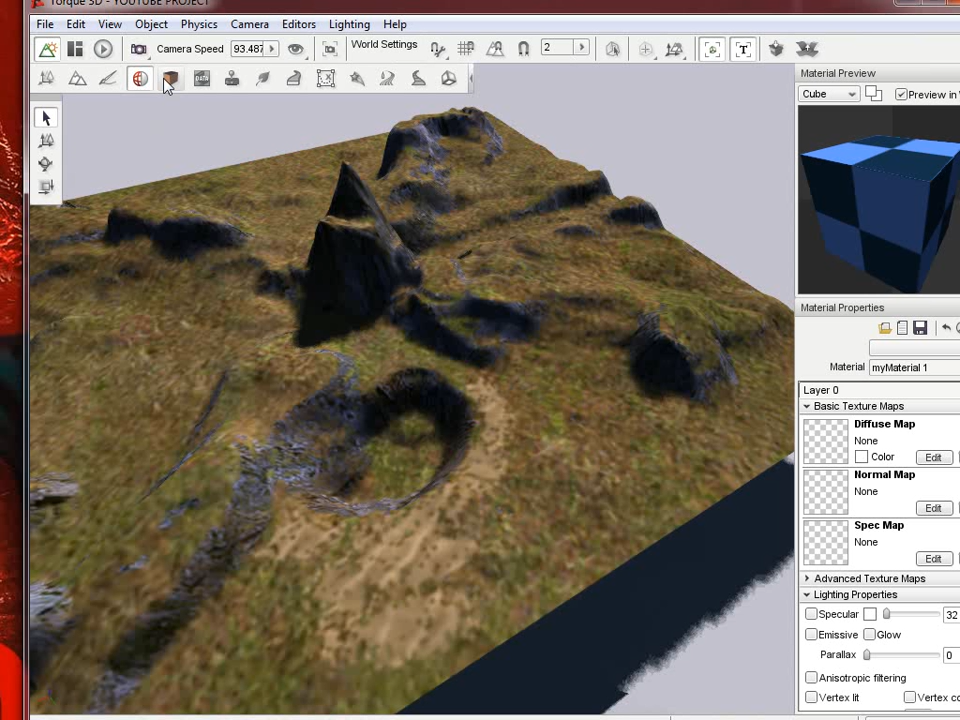 Torque 3D - YOUTUBE PROJECT
File Edit View Object Physics Camera Editors Lighting Help
Camera Speed 93.487 World Settings 2
DATA
Material Preview
Cube Preview in
Material Properties
Material myMaterial 1
Layer 0
Basic Texture Maps
Diffuse Map
None
Color Edit
Normal Map
None
Edit
Spec Map
None
Edit
Advanced Texture Maps
Lighting Properties
Specular 32
Emissive Glow
Parallax 0
Anisotropic filtering
Vertex lit Vertex co